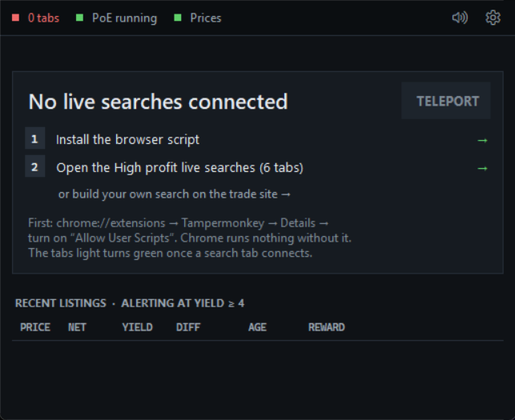 0 tabs PoE running Prices
No live searches connected TELEPORT
1 Install the browser script →
2 Open the High profit live searches (6 tabs) →
or build your own search on the trade site →
First: chrome://extensions → Tampermonkey → Details →
turn on “Allow User Scripts”. Chrome runs nothing without it.
The tabs light turns green once a search tab connects.
RECENT LISTINGS · ALERTING AT YIELD ≥ 4
PRICE NET YIELD DIFF AGE REWARD